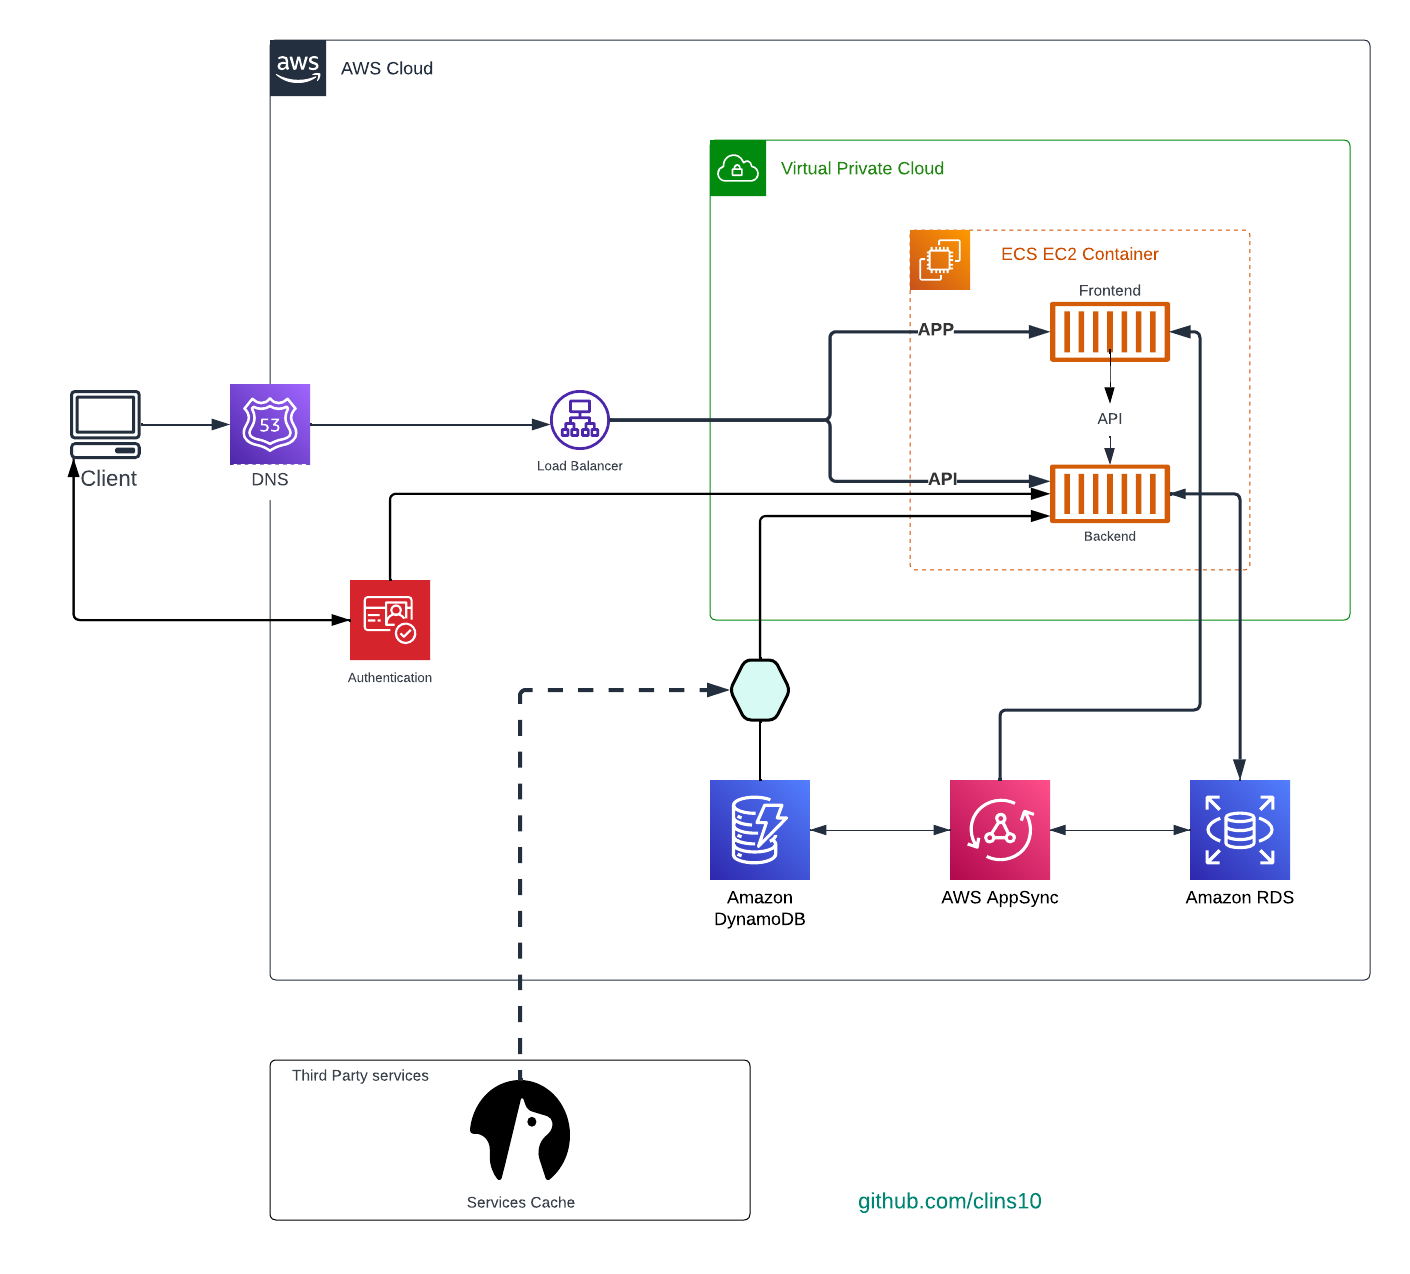 aws
AWS Cloud
Virtual Private Cloud
ECS EC2 Container
Frontend
APP
53
API
Client
Load Balancer
DNS
API
Backend
Authentication
Amazon
DynamoDB
AWS AppSync
Amazon RDS
Third Party services
Services Cache
github.com/clins10